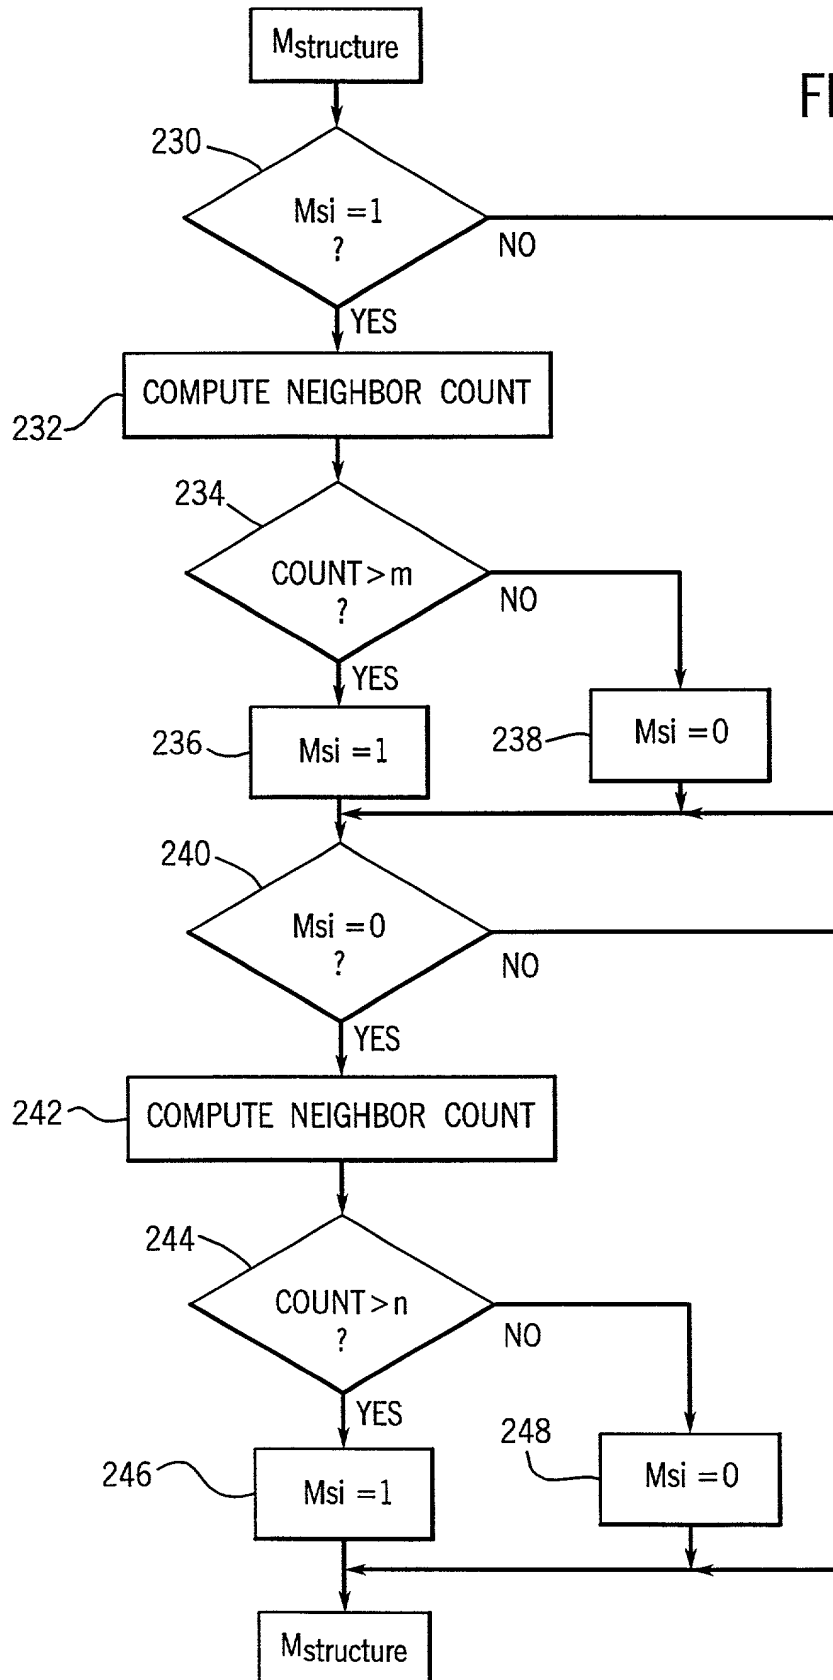 Mstructure
FI
230
Msi = 1
?
NO
YES
COMPUTE NEIGHBOR COUNT
232
234
COUNT > m
?
NO
YES
236
Msi = 1
238
Msi = 0
240
Msi = 0
?
NO
YES
242
COMPUTE NEIGHBOR COUNT
244
COUNT > n
?
NO
YES
246
Msi = 1
248
Msi = 0
Mstructure